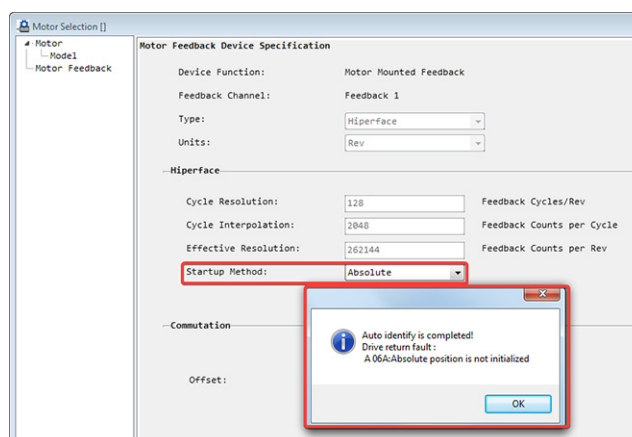 Motor Selection []
Motor
Model
Motor Feedback
Motor Feedback Device Specification
Device Function: Motor Mounted Feedback
Feedback Channel: Feedback 1
Type: Hiperface
Units: Rev
Hiperface
Cycle Resolution: 128 Feedback Cycles/Rev
Cycle Interpolation: 2048 Feedback Counts per Cycle
Effective Resolution: 262144 Feedback Counts per Rev
Startup Method: Absolute
Commutation
Offset:
Auto identify is completed!
Drive return fault :
A 06A:Absolute position is not initialized
OK